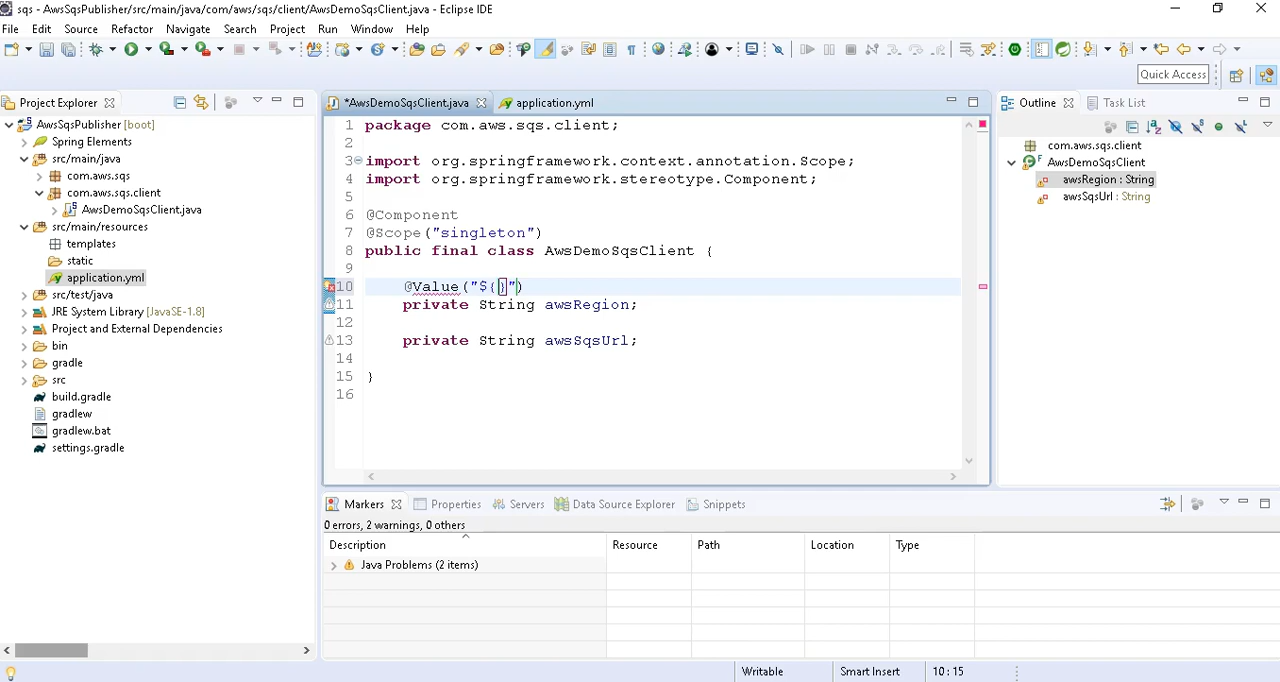 sqs - AwsSqsPublisher/src/main/java/com/aws/sqs/client/AwsDemoSqsClient.java - Eclipse IDE
File Edit Source Refactor Navigate Search Project Run Window Help
Quick Access
Project Explorer
AwsSqsPublisher [boot]
Spring Elements
src/main/java
com.aws.sqs
com.aws.sqs.client
AwsDemoSqsClient.java
src/main/resources
templates
static
application.yml
src/test/java
JRE System Library [JavaSE-1.8]
Project and External Dependencies
bin
gradle
src
build.gradle
gradlew
gradlew.bat
settings.gradle
*AwsDemoSqsClient.java application.yml
1 package com.aws.sqs.client;
2
3 import org.springframework.context.annotation.Scope;
4 import org.springframework.stereotype.Component;
5
6 @Component
7 @Scope("singleton")
8 public final class AwsDemoSqsClient {
9
10 @Value("${}")
11 private String awsRegion;
12
13 private String awsSqsUrl;
14
15 }
16
Outline Task List
com.aws.sqs.client
AwsDemoSqsClient
awsRegion : String
awsSqsUrl : String
Markers Properties Servers Data Source Explorer Snippets
0 errors, 2 warnings, 0 others
Description Resource Path Location Type
Java Problems (2 items)
Writable Smart Insert 10 : 15